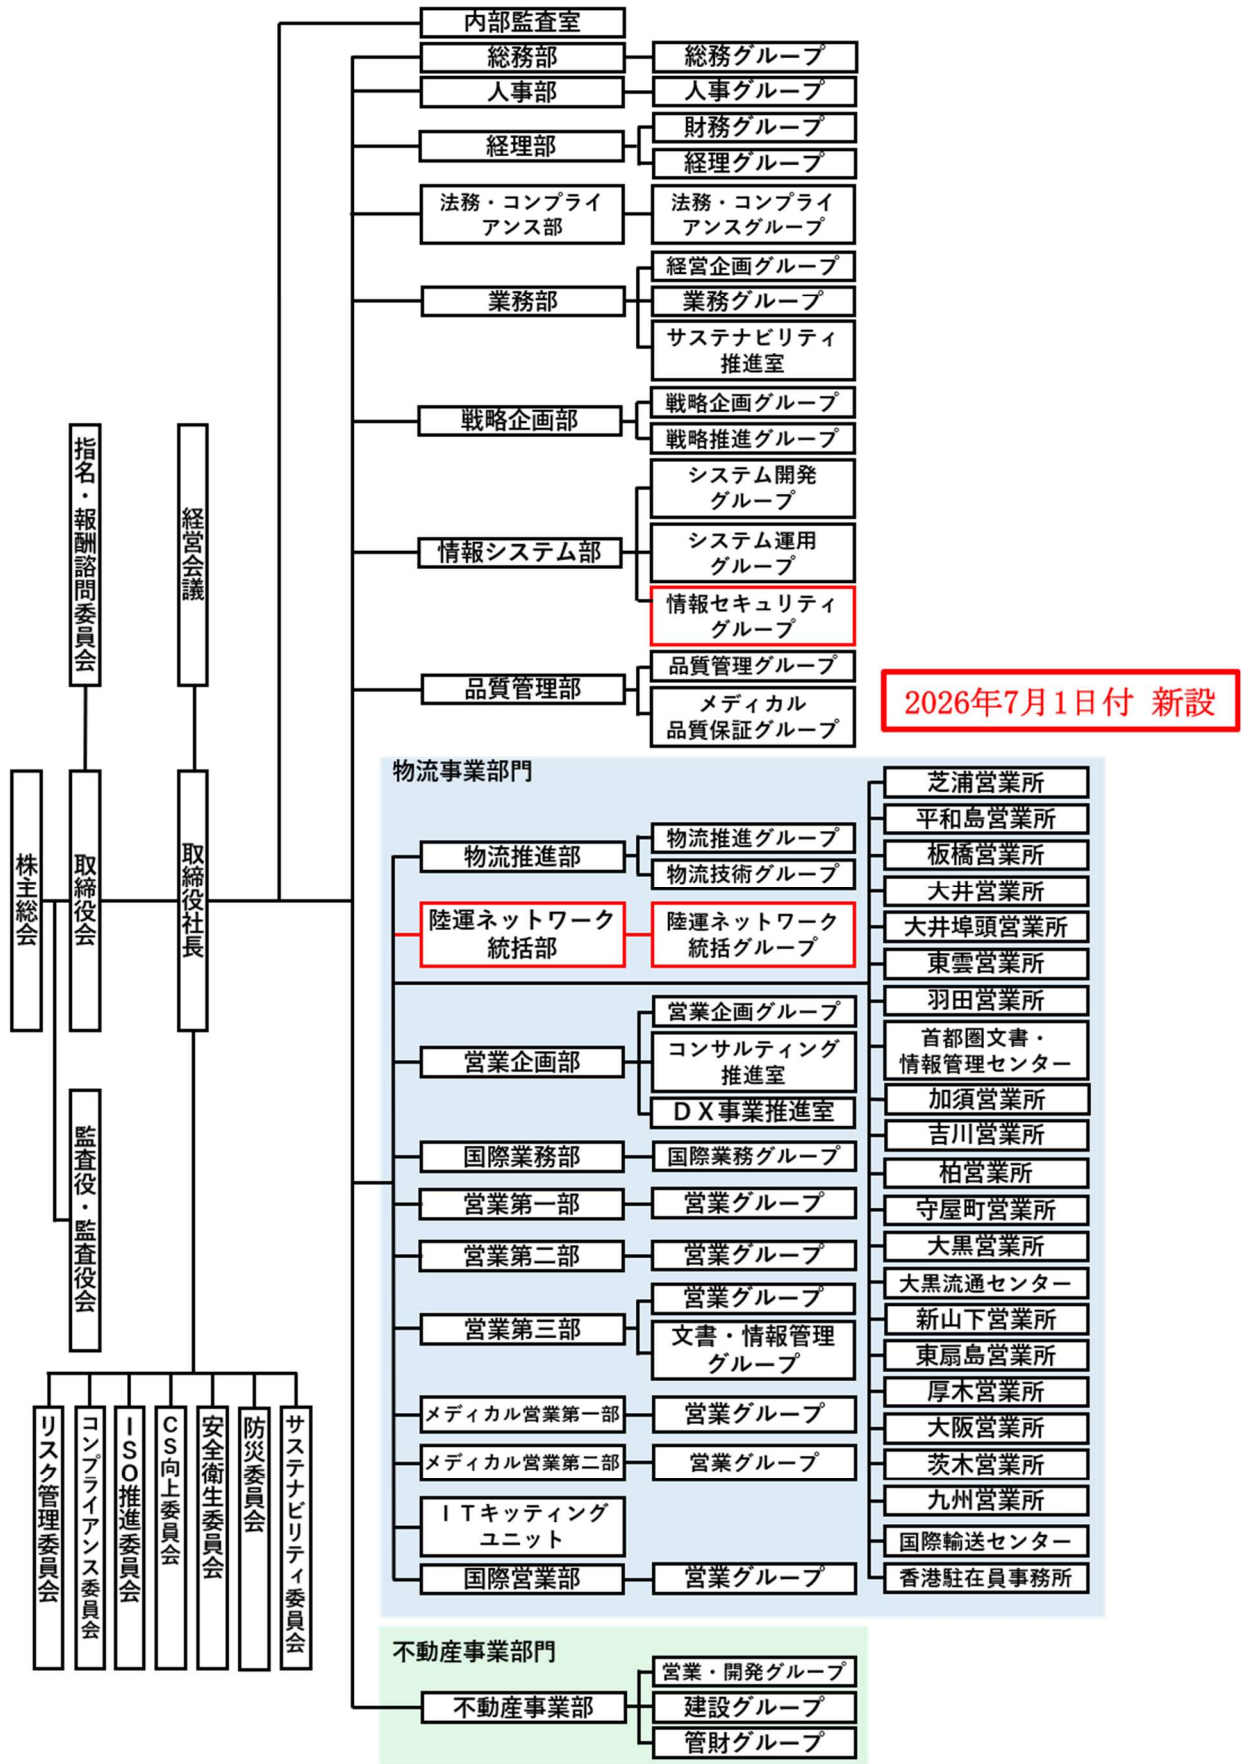 内部監査室
総務部
総務グループ
人事部
人事グループ
経理部
財務グループ
経理グループ
法務・コンプライ
アンス部
法務・コンプライ
アンスグループ
業務部
経営企画グループ
業務グループ
サステナビリティ
推進室
戦略企画部
戦略企画グループ
戦略推進グループ
情報システム部
システム開発
グループ
システム運用
グループ
情報セキュリティ
グループ
品質管理部
品質管理グループ
メディカル
品質保証グループ
2026年7月1日付 新設
指名・報酬諮問委員会
経営会議
株主総会
取締役会
取締役社長
監査役・監査役会
リスク管理委員会
コンプライアンス委員会
ISO推進委員会
CS向上委員会
安全衛生委員会
防災委員会
サステナビリティ委員会
物流事業部門
物流推進部
物流推進グループ
物流技術グループ
陸運ネットワーク
統括部
陸運ネットワーク
統括グループ
営業企画部
営業企画グループ
コンサルティング
推進室
DX事業推進室
国際業務部
国際業務グループ
営業第一部
営業グループ
営業第二部
営業グループ
営業第三部
営業グループ
文書・情報管理
グループ
メディカル営業第一部
営業グループ
メディカル営業第二部
営業グループ
ITキッティング
ユニット
国際営業部
営業グループ
芝浦営業所
平和島営業所
板橋営業所
大井営業所
大井埠頭営業所
東雲営業所
羽田営業所
首都圏文書・
情報管理センター
加須営業所
吉川営業所
柏営業所
守屋町営業所
大黒営業所
大黒流通センター
新山下営業所
東扇島営業所
厚木営業所
大阪営業所
茨木営業所
九州営業所
国際輸送センター
香港駐在員事務所
不動産事業部門
不動産事業部
営業・開発グループ
建設グループ
管財グループ